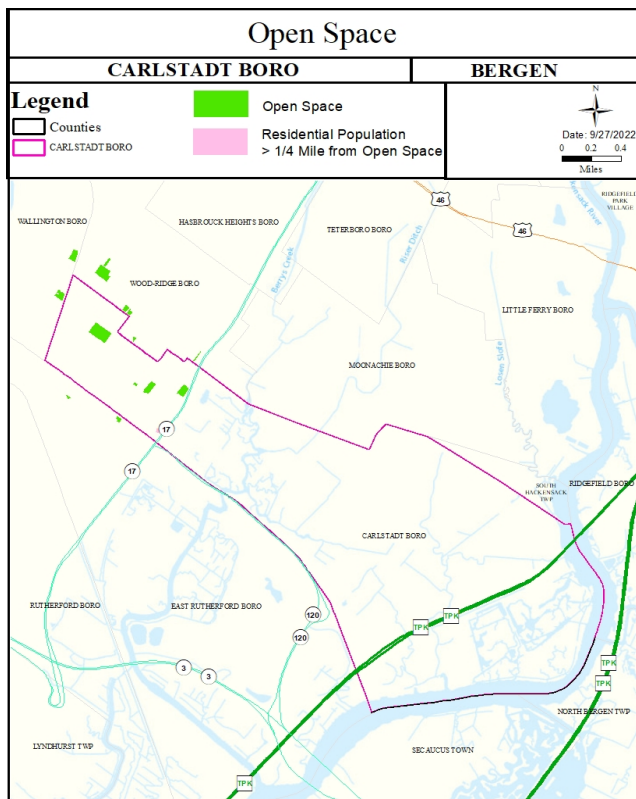 Open Space
CARLSTADT BORO
BERGEN
Legend
Counties
CARLSTADT BORO
Open Space
Residential Population
> 1/4 Mile from Open Space
N
Date: 9/27/2022
0 0.2 0.4
Miles
RIDGEFIELD
PARK
VILLAGE
46
46
WALLINGTON BORO
HASBROUCK HEIGHTS BORO
TETERBORO BORO
Riser Ditch
Berrys Creek
WOOD-RIDGE BORO
LITTLE FERRY BORO
Losen Slote
MOONACHIE BORO
17
17
SOUTH
HACKENSACK
TWP
RIDGEFIELD BORO
CARLSTADT BORO
RUTHERFORD BORO
EAST RUTHERFORD BORO
120
120
TPK
TPK
3
3
TPK
TPK
NORTH BERGEN TWP
LYNDHURST TWP
SECAUCUS TOWN
TPK